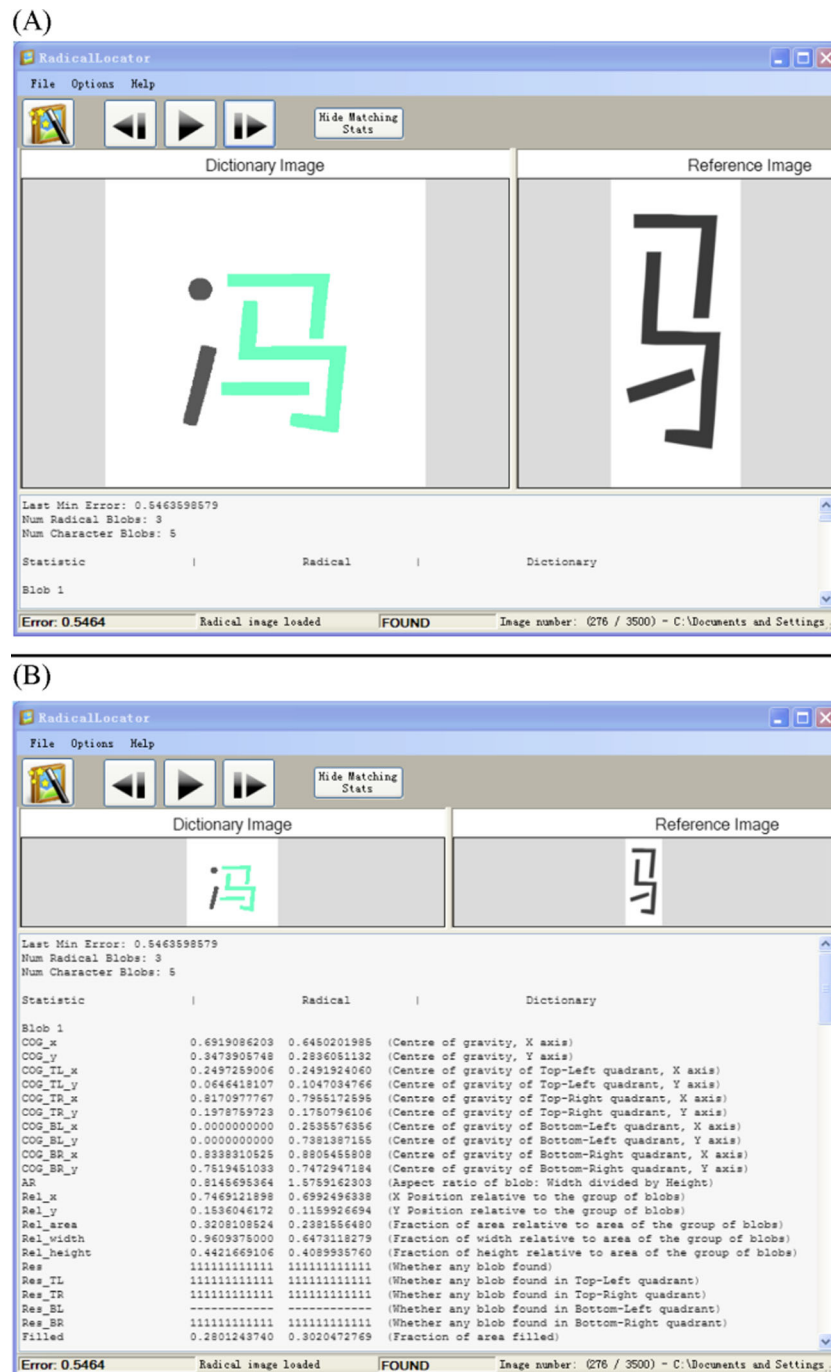 (A)
RadicalLocator
File Options Help
Hide Matching
Stats
Dictionary Image Reference Image
冯 马
Last Min Error: 0.5463598579
Num Radical Blobs: 3
Num Character Blobs: 5
Statistic | Radical | Dictionary
Blob 1
Error: 0.5464 Radical image loaded FOUND Image number: (276 / 3500) - C:\Documents and Settings
(B)
RadicalLocator
File Options Help
Hide Matching
Stats
Dictionary Image Reference Image
冯 马
Last Min Error: 0.5463598579
Num Radical Blobs: 3
Num Character Blobs: 5
Statistic | Radical | Dictionary
Blob 1
COG_x 0.6919086203 0.6450201985 (Centre of gravity, X axis)
COG_y 0.3473905748 0.2836051132 (Centre of gravity, Y axis)
COG_TL_x 0.2497259006 0.2491924060 (Centre of gravity of Top-Left quadrant, X axis)
COG_TL_y 0.0646418107 0.1047034766 (Centre of gravity of Top-Left quadrant, Y axis)
COG_TR_x 0.8170977767 0.7955172595 (Centre of gravity of Top-Right quadrant, X axis)
COG_TR_y 0.1978759723 0.1750796106 (Centre of gravity of Top-Right quadrant, Y axis)
COG_BL_x 0.0000000000 0.2535576356 (Centre of gravity of Bottom-Left quadrant, X axis)
COG_BL_y 0.0000000000 0.7381387155 (Centre of gravity of Bottom-Left quadrant, Y axis)
COG_BR_x 0.8338310525 0.8805455808 (Centre of gravity of Bottom-Right quadrant, X axis)
COG_BR_y 0.7519451033 0.7472947184 (Centre of gravity of Bottom-Right quadrant, Y axis)
AR 0.8145695364 1.5759162303 (Aspect ratio of blob: Width divided by Height)
Rel_x 0.7469121898 0.6992496338 (X Position relative to the group of blobs)
Rel_y 0.1536046172 0.1159926694 (Y Position relative to the group of blobs)
Rel_area 0.3208108524 0.2381556480 (Fraction of area relative to area of the group of blobs)
Rel_width 0.9609375000 0.6473118279 (Fraction of width relative to area of the group of blobs)
Rel_height 0.4421669106 0.4089935760 (Fraction of height relative to area of the group of blobs)
Res 111111111111 111111111111 (Whether any blob found)
Res_TL 111111111111 111111111111 (Whether any blob found in Top-Left quadrant)
Res_TR 111111111111 111111111111 (Whether any blob found in Top-Right quadrant)
Res_BL ------------ ------------ (Whether any blob found in Bottom-Left quadrant)
Res_BR 111111111111 111111111111 (Whether any blob found in Bottom-Right quadrant)
Filled 0.2801243740 0.3020472769 (Fraction of area filled)
Error: 0.5464 Radical image loaded FOUND Image number: (276 / 3500) - C:\Documents and Settings